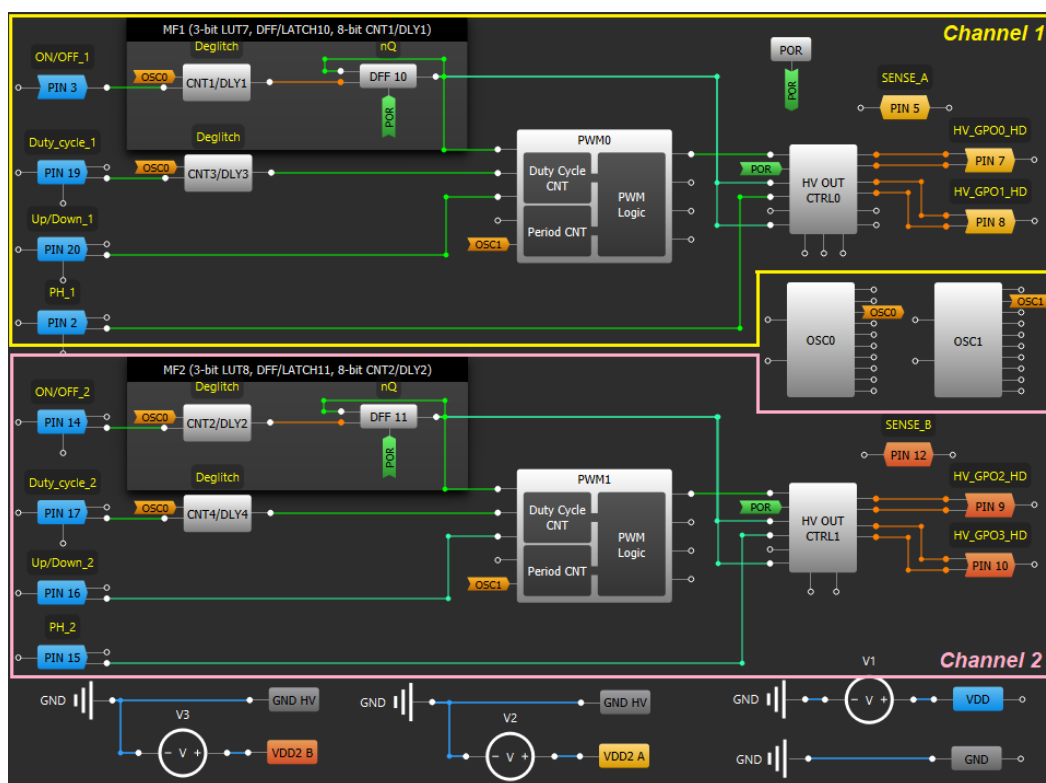 MF1 (3-bit LUT7, DFF/LATCH10, 8-bit CNT1/DLY1)
Channel 1
Deglitch
nQ
ON/OFF_1
PIN 3
OSC0
CNT1/DLY1
DFF 10
POR
POR
POR
SENSE_A
PIN 5
Duty_cycle_1
PIN 19
Deglitch
OSC0
CNT3/DLY3
PWM0
Duty Cycle
CNT
PWM
Logic
Period CNT
OSC1
POR
HV OUT
CTRL0
HV_GPO0_HD
PIN 7
HV_GPO1_HD
PIN 8
Up/Down_1
PIN 20
PH_1
PIN 2
OSC0
OSC0
OSC1
OSC1
MF2 (3-bit LUT8, DFF/LATCH11, 8-bit CNT2/DLY2)
Deglitch
nQ
ON/OFF_2
PIN 14
OSC0
CNT2/DLY2
DFF 11
POR
SENSE_B
PIN 12
Duty_cycle_2
PIN 17
Deglitch
OSC0
CNT4/DLY4
PWM1
Duty Cycle
CNT
PWM
Logic
Period CNT
OSC1
POR
HV OUT
CTRL1
HV_GPO2_HD
PIN 9
HV_GPO3_HD
PIN 10
Up/Down_2
PIN 16
PH_2
PIN 15
Channel 2
GND
GND HV
V3
- V +
VDD2 B
GND
GND HV
V2
- V +
VDD2 A
V1
GND
- V +
VDD
GND
GND